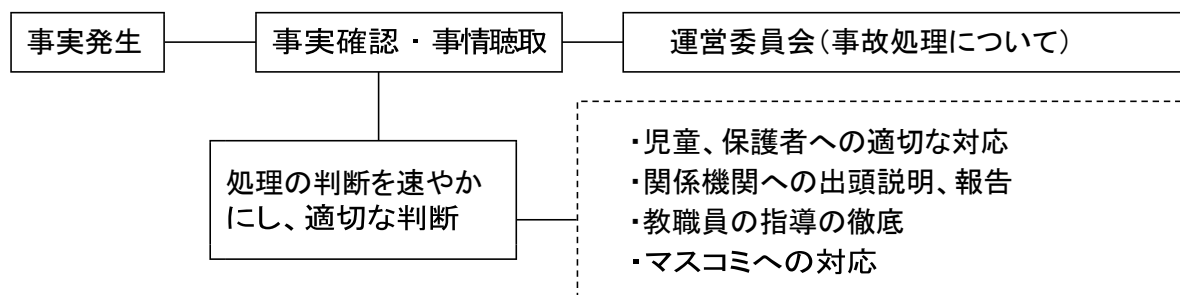 事実発生
事実確認・事情聴取
運営委員会(事故処理について)
処理の判断を速やか
にし、適切な判断
・児童、保護者への適切な対応
・関係機関への出頭説明、報告
・教職員の指導の徹底
・マスコミへの対応